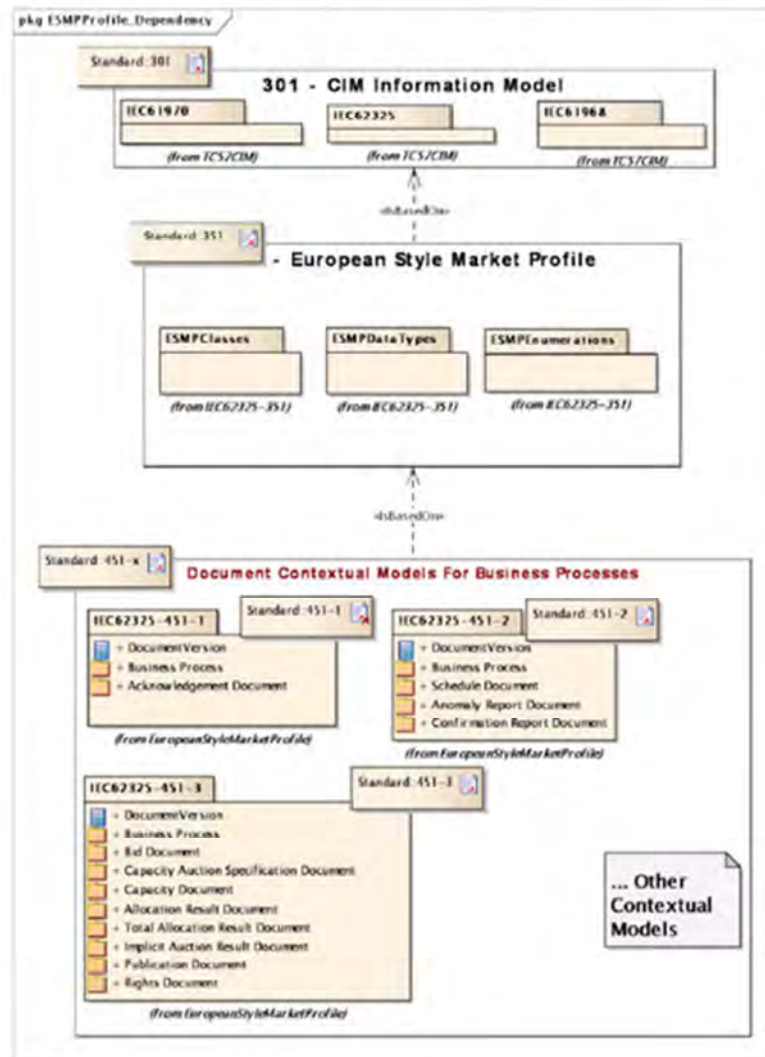 pkg ESMPProfile_Dependency
Standard :301
301 - CIM Information Model
IEC61970
IEC62325
IEC61968
(from TC57CIM)
(from TC57CIM)
(from TC57CIM)
«IsBasedOn»
Standard :351
- European Style Market Profile
ESMPClasses
ESMPDataTypes
ESMPEnumerations
(from IEC62325-351)
(from IEC62325-351)
(from IEC62325-351)
«IsBasedOn»
Standard :451-x
Document Contextual Models For Business Processes
IEC62325-451-1
Standard :451-1
+ DocumentVersion
+ Business Process
+ Acknowledgement Document
(from EuropeanStyleMarketProfile)
IEC62325-451-2
Standard :451-2
+ DocumentVersion
+ Business Process
+ Schedule Document
+ Anomaly Report Document
+ Confirmation Report Document
(from EuropeanStyleMarketProfile)
IEC62325-451-3
Standard :451-3
+ DocumentVersion
+ Business Process
+ Bid Document
+ Capacity Auction Specification Document
+ Capacity Document
+ Allocation Result Document
+ Total Allocation Result Document
+ Implicit Auction Result Document
+ Publication Document
+ Rights Document
(from EuropeanStyleMarketProfile)
... Other
Contextual
Models